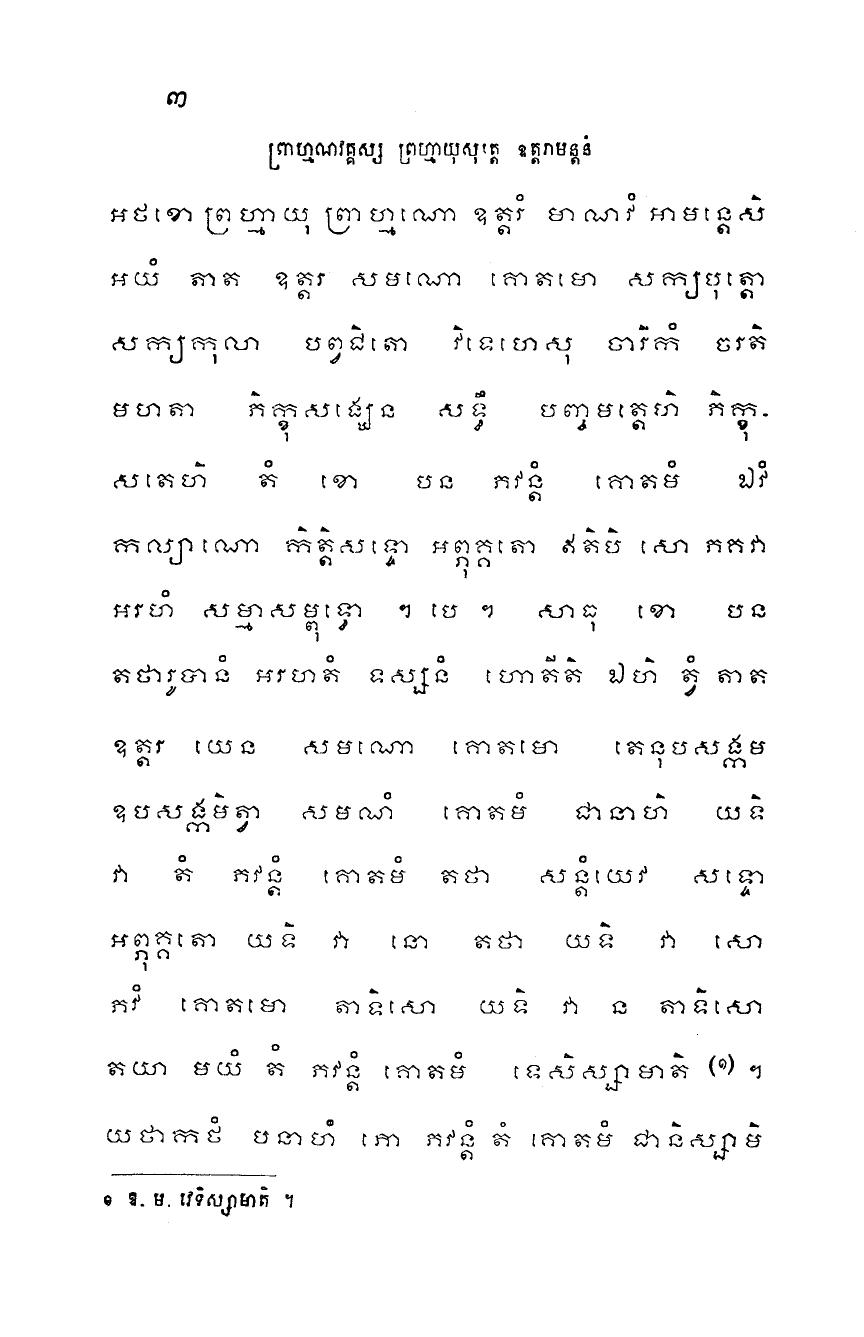 ៣
ព្រាហ្មណវគ្គស្ស ព្រហ្មាយុសុត្តេ ឧត្តរាមន្តនំ
អថខោ ព្រហ្មាយុ ព្រាហ្មណោ ឧត្តរំ មាណវំ អាមន្តេសិ
អយំ តាត ឧត្តរ សមណោ គោតមោ សក្យបុត្តោ
សក្យកុលា បព្វជិតោ វិទេហេសុ ចារិកំ ចរតិ
មហតា ភិក្ខុសង្ឃេន សទ្ធឹ បញ្ចមត្តេហិ ភិក្ខុ-
សតេហិ តំ ខោ បន ភវន្តំ គោតមំ ឯវំ
កល្យាណោ កិត្តិសទ្ទោ អព្ភុគ្គតោ ឥតិបិ សោ ភគវា
អរហំ សម្មាសម្ពុទ្ធោ ។ បេ ។ សាធុ ខោ បន
តថារូបានំ អរហតំ ទស្សនំ ហោតីតិ ឯហិ ត្វំ តាត
ឧត្តរ យេន សមណោ គោតមោ តេនុបសង្កម
ឧបសង្កមិត្វា សមណំ គោតមំ ជានាហិ យទិ
វា តំ ភវន្តំ គោតមំ តថា សន្តំយេវ សទ្ទោ
អព្ភុគ្គតោ យទិ វា នោ តថា យទិ វា សោ
ភវំ គោតមោ តាទិសោ យទិ វា ន តាទិសោ
តយា មយំ តំ ភវន្តំ គោតមំ ទេសិស្សាមាតិ (១) ។
យថាកថំ បនាហំ ភោ ភវន្តំ តំ គោតមំ ជានិស្សាមិ
១ ឱ. ម. វេទិស្សាមាតិ ។